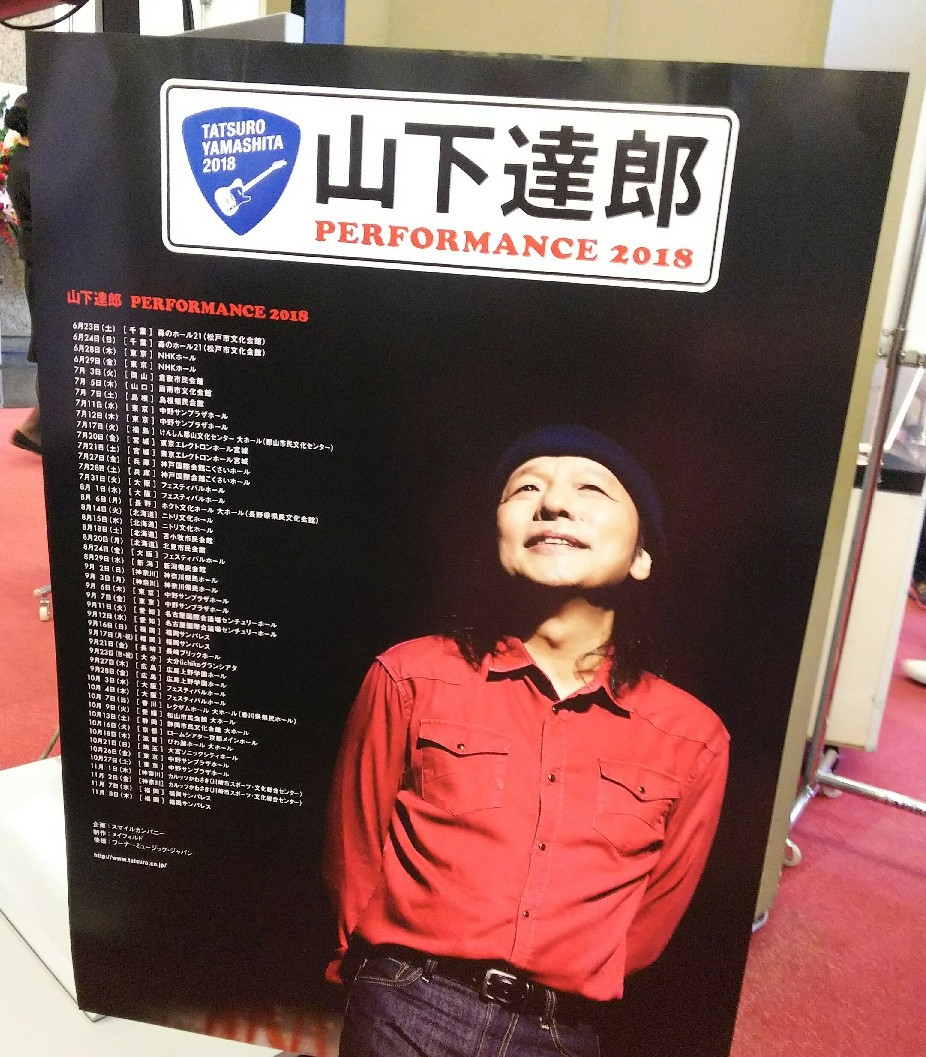 TATSURO
YAMASHITA
2018
山下達郎
PERFORMANCE 2018
山下達郎 PERFORMANCE 2018
6月23日(土) [千葉] 森のホール21(松戸市文化会館)
6月24日(日) [千葉] 森のホール21(松戸市文化会館)
6月28日(木) [東京] NHKホール
6月29日(金) [東京] NHKホール
7月 3日(火) [岡山] 倉敷市民会館
7月 5日(木) [山口] 周南市文化会館
7月 7日(土) [島根] 島根県民会館
7月11日(水) [東京] 中野サンプラザホール
7月12日(木) [東京] 中野サンプラザホール
7月17日(火) [福島] けんしん郡山文化センター 大ホール(郡山市民文化センター)
7月20日(金) [宮城] 東京エレクトロンホール宮城
7月21日(土) [宮城] 東京エレクトロンホール宮城
7月27日(金) [兵庫] 神戸国際会館こくさいホール
7月28日(土) [兵庫] 神戸国際会館こくさいホール
7月31日(火) [大阪] フェスティバルホール
8月 1日(水) [大阪] フェスティバルホール
8月 6日(月) [長野] ホクト文化ホール 大ホール(長野県県民文化会館)
8月14日(火) [北海道] ニトリ文化ホール
8月15日(水) [北海道] ニトリ文化ホール
8月18日(土) [北海道] 苫小牧市民会館
8月20日(月) [北海道] 北見市民会館
8月24日(金) [大阪] フェスティバルホール
8月29日(水) [新潟] 新潟県民会館
9月 2日(日) [神奈川] 神奈川県民ホール
9月 3日(月) [神奈川] 神奈川県民ホール
9月 6日(木) [東京] 中野サンプラザホール
9月 7日(金) [東京] 中野サンプラザホール
9月11日(火) [愛知] 名古屋国際会議場センチュリーホール
9月12日(水) [愛知] 名古屋国際会議場センチュリーホール
9月16日(日) [福岡] 福岡サンパレス
9月17日(月・祝) [福岡] 福岡サンパレス
9月21日(金) [長崎] 長崎ブリックホール
9月23日(日・祝) [大分] 大分iichikoグランシアタ
9月27日(木) [広島] 広島上野学園ホール
9月28日(金) [広島] 広島上野学園ホール
10月 3日(水) [大阪] フェスティバルホール
10月 4日(木) [大阪] フェスティバルホール
10月 7日(日) [香川] レクザムホール 大ホール(香川県県民ホール)
10月 9日(火) [愛媛] 松山市民会館 大ホール
10月13日(土) [静岡] 静岡市民文化会館 大ホール
10月16日(火) [京都] ロームシアター京都メインホール
10月18日(木) [滋賀] びわ湖ホール 大ホール
10月21日(日) [埼玉] 大宮ソニックシティホール
10月26日(金) [東京] 中野サンプラザホール
10月27日(土) [東京] 中野サンプラザホール
11月 1日(木) [神奈川] カルッツかわさき(川崎市スポーツ・文化総合センター)
11月 2日(金) [神奈川] カルッツかわさき(川崎市スポーツ・文化総合センター)
11月 7日(水) [福岡] 福岡サンパレス
11月 8日(木) [福岡] 福岡サンパレス
企画:スマイルカンパニー
制作:メイフィールド
後援:ワーナーミュージック・ジャパン
http://www.tatsuro.co.jp/